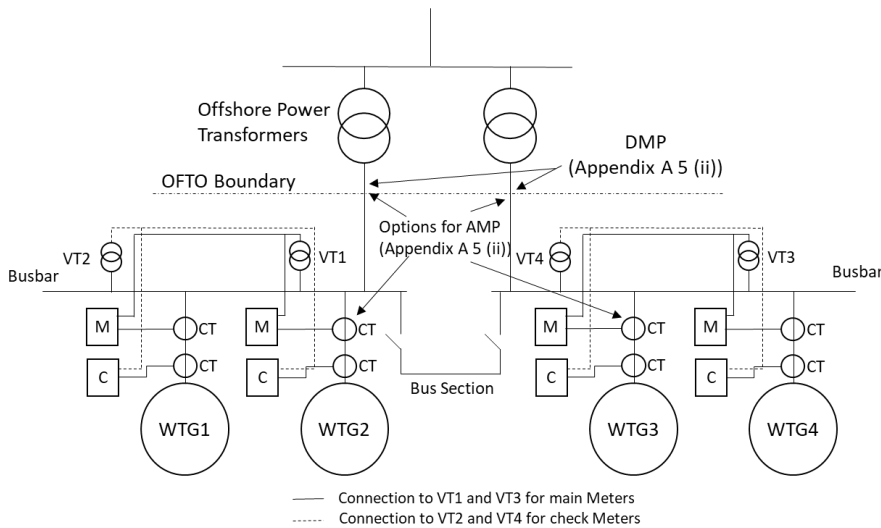 Offshore Power
Transformers
DMP
(Appendix A 5 (ii))
OFTO Boundary
Options for AMP
(Appendix A 5 (ii))
VT2
VT1
VT4
VT3
Busbar
Busbar
M
CT
M
CT
M
CT
M
CT
C
CT
C
CT
C
CT
C
CT
Bus Section
WTG1
WTG2
WTG3
WTG4
Connection to VT1 and VT3 for main Meters
Connection to VT2 and VT4 for check Meters